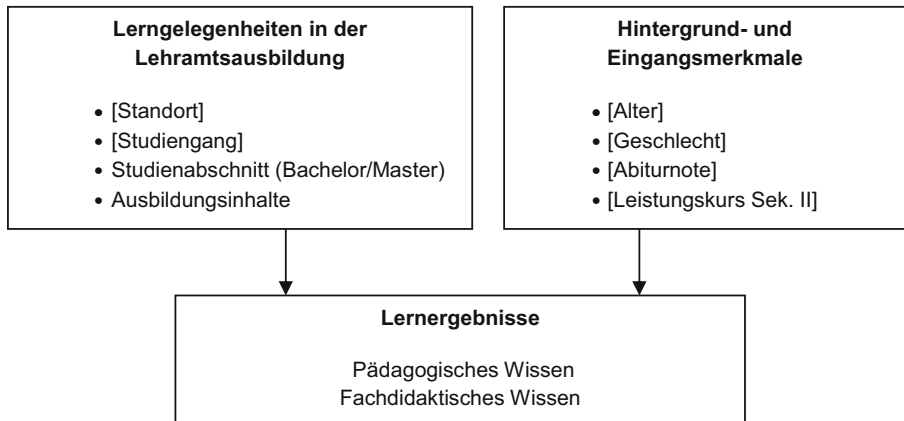 Lerngelegenheiten in der
Lehramtsausbildung
• [Standort]
• [Studiengang]
• Studienabschnitt (Bachelor/Master)
• Ausbildungsinhalte
Hintergrund- und
Eingangsmerkmale
• [Alter]
• [Geschlecht]
• [Abiturnote]
• [Leistungskurs Sek. II]
Lernergebnisse
Pädagogisches Wissen
Fachdidaktisches Wissen